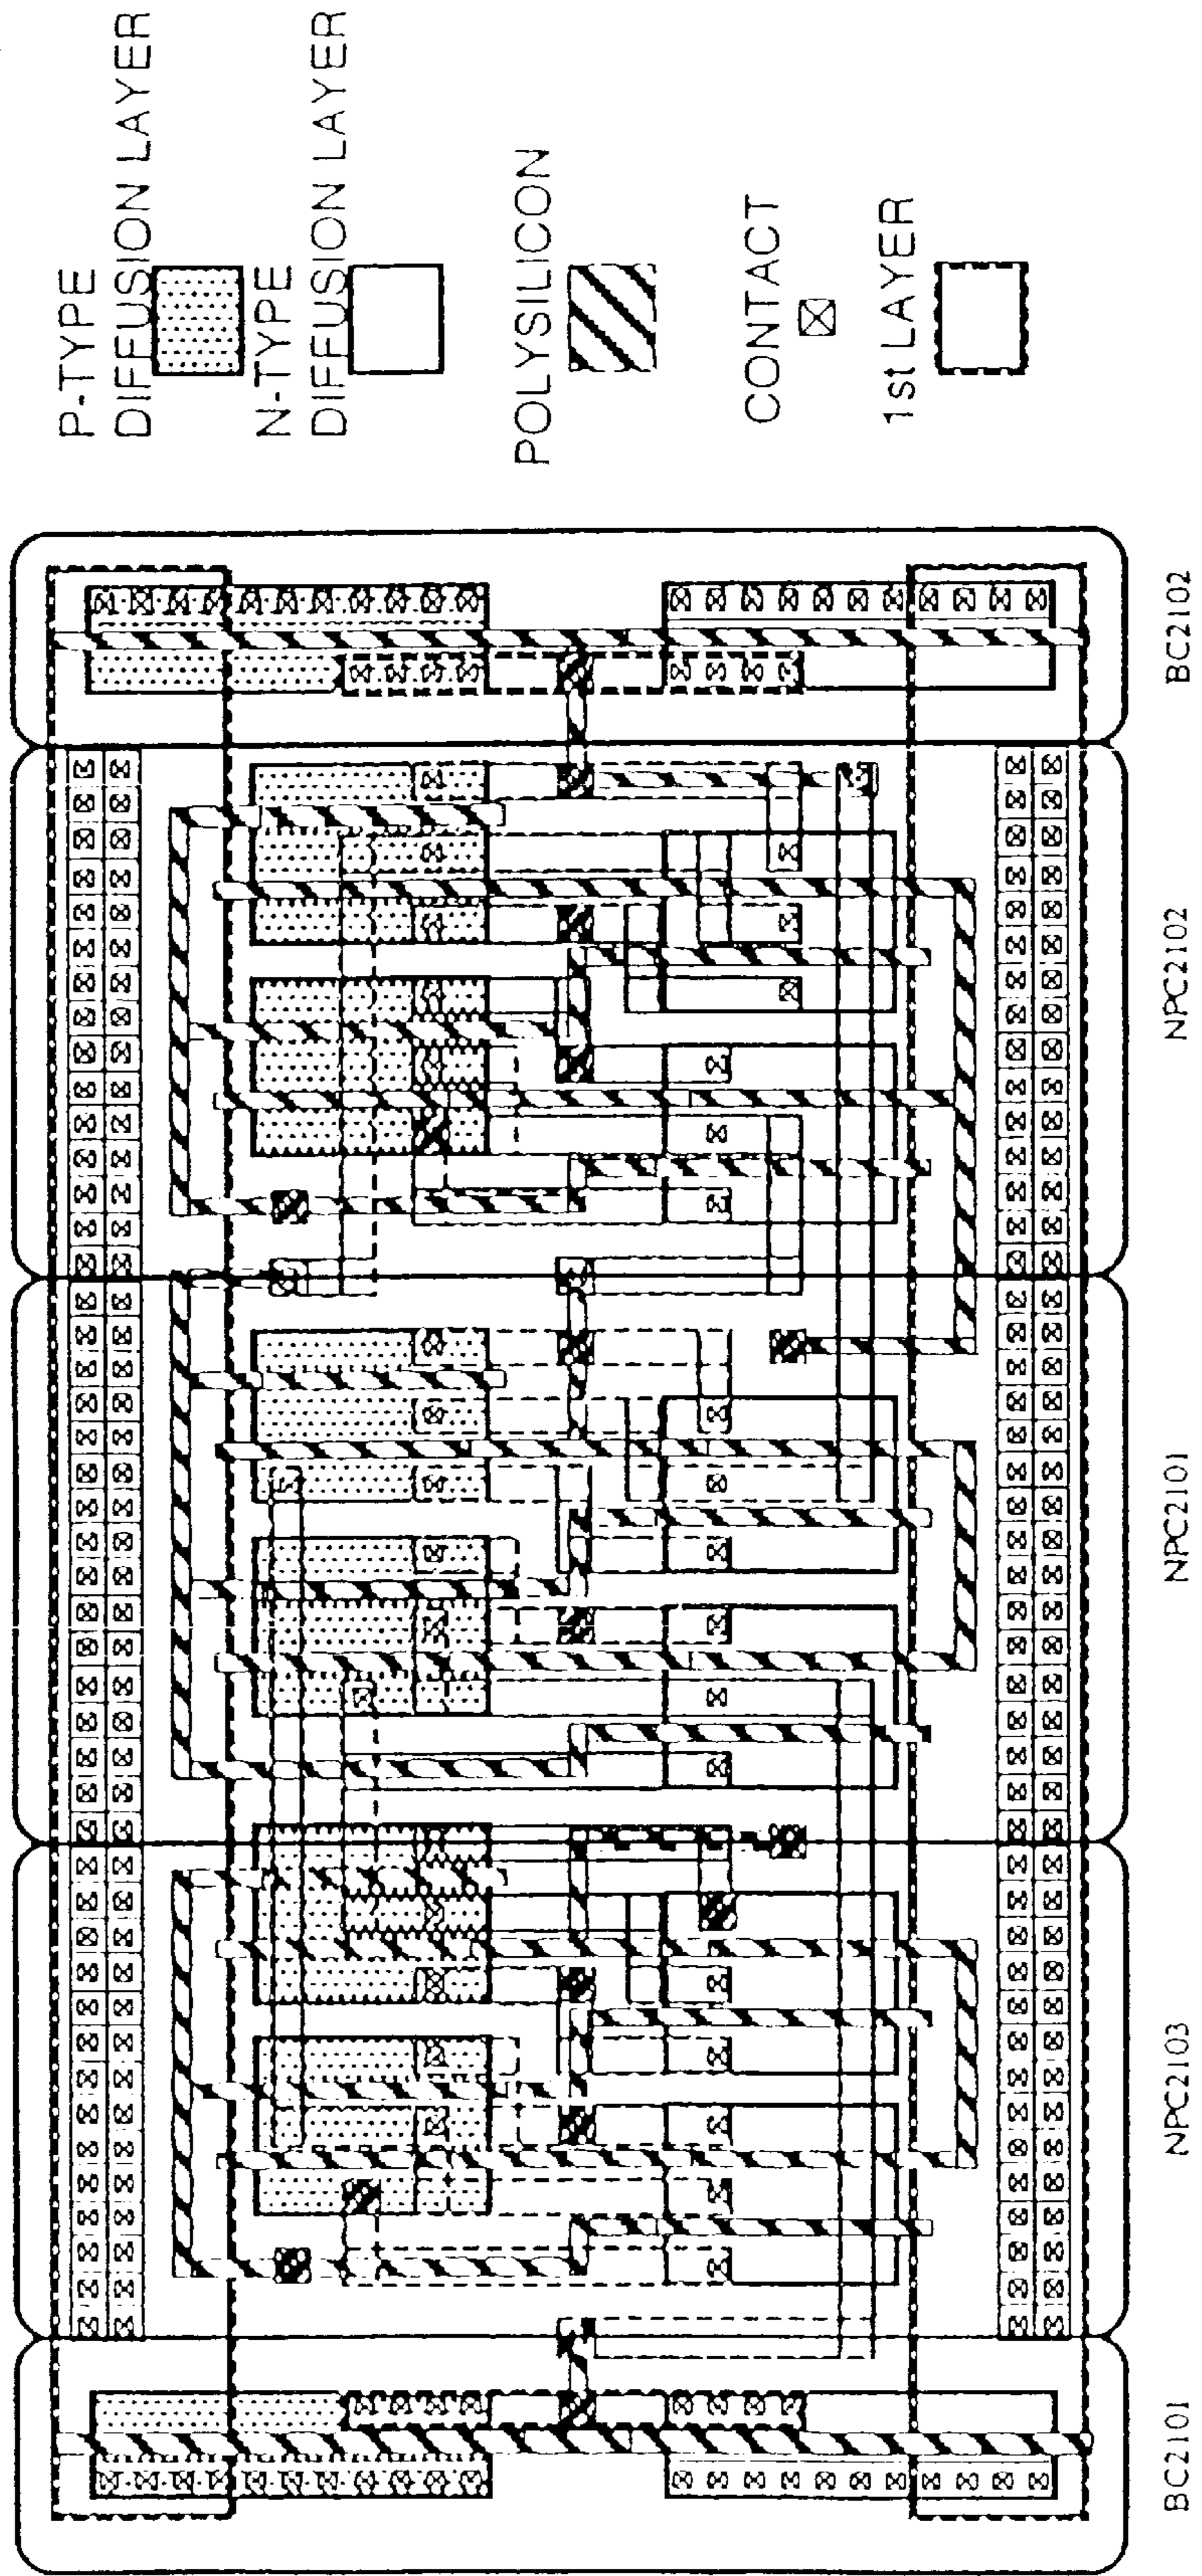 P-TYPE
DIFFUSION LAYER
N-TYPE
DIFFUSION LAYER
POLYSILICON
CONTACT
1st LAYER
BC2101
NPC2103
NPC2101
NPC2102
BC2102